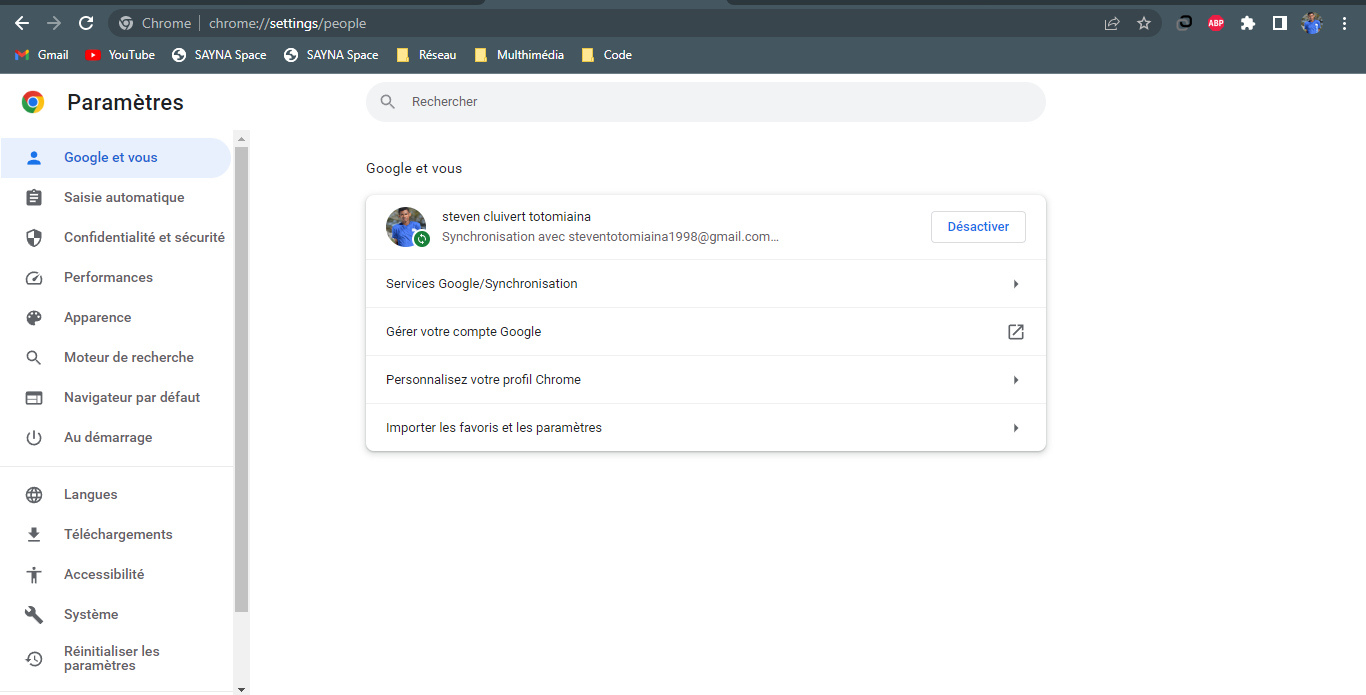 Chrome | chrome://settings/people
ABP
Gmail YouTube SAYNA Space SAYNA Space Réseau Multhimédia Code
Paramètres
Rechercher
Google et vous
Saisie automatique
Confidentialité et sécurité
Performances
Apparence
Moteur de recherche
Navigateur par défaut
Au démarrage
Langues
Téléchargements
Accessibilité
Système
Réinitialiser les
paramètres
Google et vous
steven cluivert totomiaina
Synchronisation avec steventotomiaina1998@gmail.com…
Désactiver
Services Google/Synchronisation
Gérer votre compte Google
Personnalisez votre profil Chrome
Importer les favoris et les paramètres